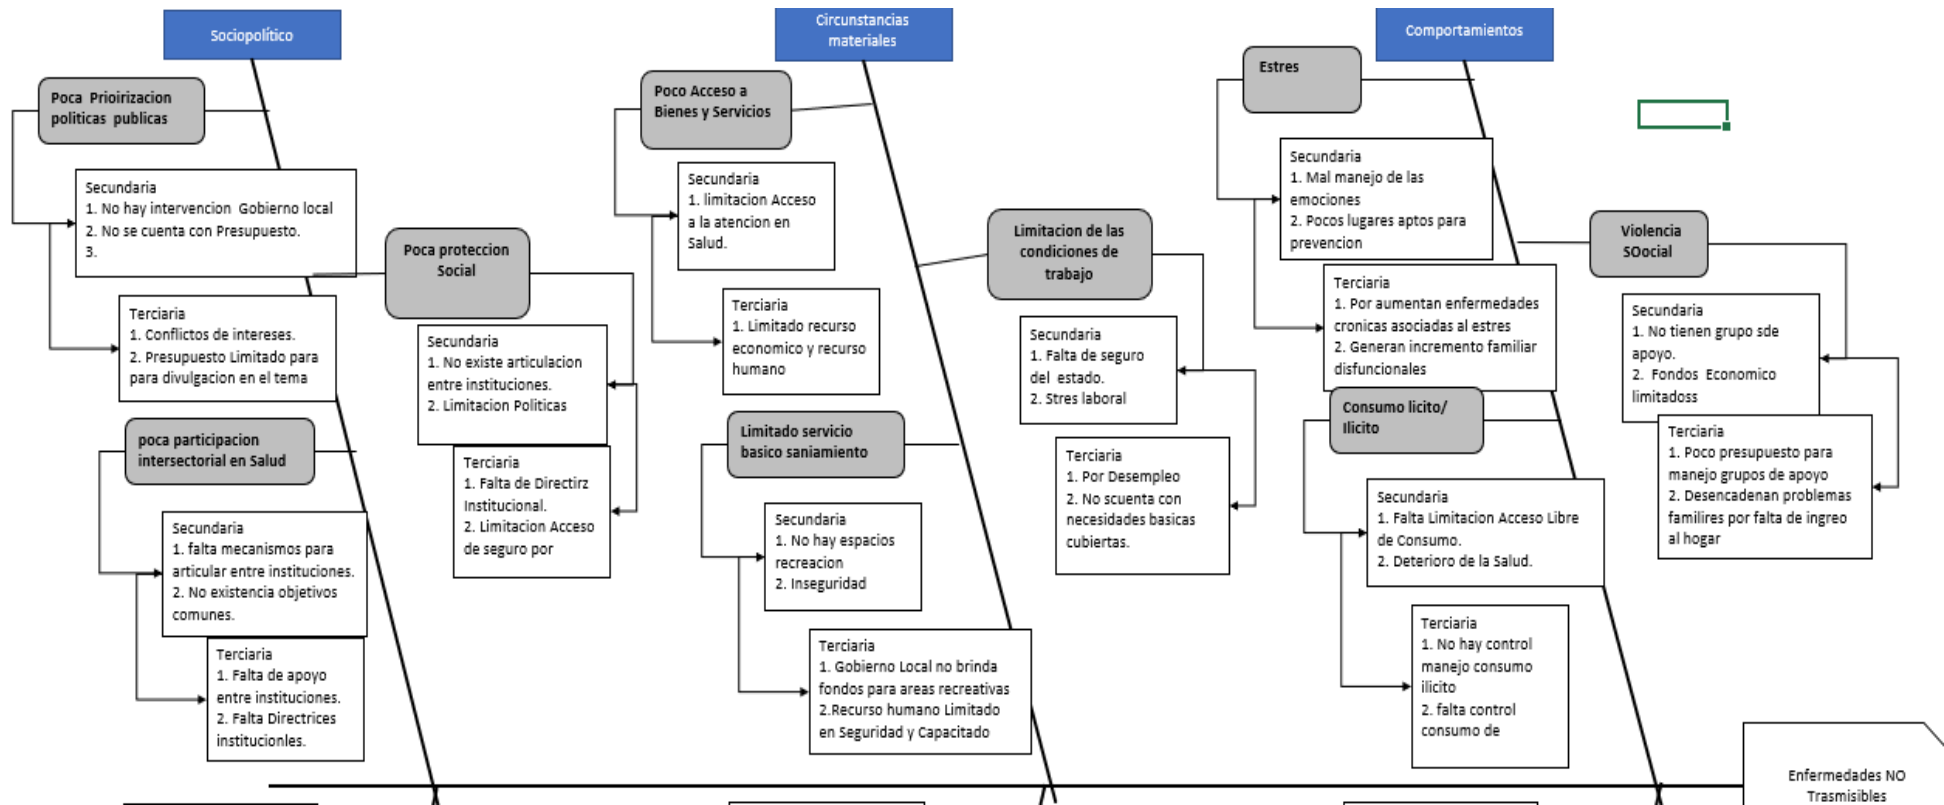 Sociopolítico
Poca Prioirizacion
politicas publicas
Secundaria
1. No hay intervencion Gobierno local
2. No se cuenta con Presupuesto.
3.
Terciaria
1. Conflictos de intereses.
2. Presupuesto Limitado para
para divulgacion en el tema
Poca proteccion
Social
Secundaria
1. No existe articulacion
entre instituciones.
2. Limitacion Politicas
Terciaria
1. Falta de Directirz
Institucional.
2. Limitacion Acceso
de seguro por
poca participacion
intersectorial en Salud
Secundaria
1. falta mecanismos para
articular entre instituciones.
2. No existencia objetivos
comunes.
Terciaria
1. Falta de apoyo
entre instituciones.
2. Falta Directrices
institucionles.
Circunstancias
materiales
Poco Acceso a
Bienes y Servicios
Secundaria
1. limitacion Acceso
a la atencion en
Salud.
Terciaria
1. Limitado recurso
economico y recurso
humano
Limitacion de las
condiciones de
trabajo
Secundaria
1. Falta de seguro
del estado.
2. Stres laboral
Terciaria
1. Por Desempleo
2. No scuenta con
necesidades basicas
cubiertas.
Limitado servicio
basico saniamiento
Secundaria
1. No hay espacios
recreacion
2. Inseguridad
Terciaria
1. Gobierno Local no brinda
fondos para areas recreativas
2.Recurso humano Limitado
en Seguridad y Capacitado
Comportamientos
Estres
Secundaria
1. Mal manejo de las
emociones
2. Pocos lugares aptos para
prevencion
Terciaria
1. Por aumentan enfermedades
cronicas asociadas al estres
2. Generan incremento familiar
disfuncionales
Violencia
SOocial
Secundaria
1. No tienen grupo sde
apoyo.
2. Fondos Economico
limitadoss
Terciaria
1. Poco presupuesto para
manejo grupos de apoyo
2. Desencadenan problemas
familires por falta de ingreo
al hogar
Consumo licito/
Ilicito
Secundaria
1. Falta Limitacion Acceso Libre
de Consumo.
2. Deterioro de la Salud.
Terciaria
1. No hay control
manejo consumo
ilicito
2. falta control
consumo de
Enfermedades NO
Trasmisibles